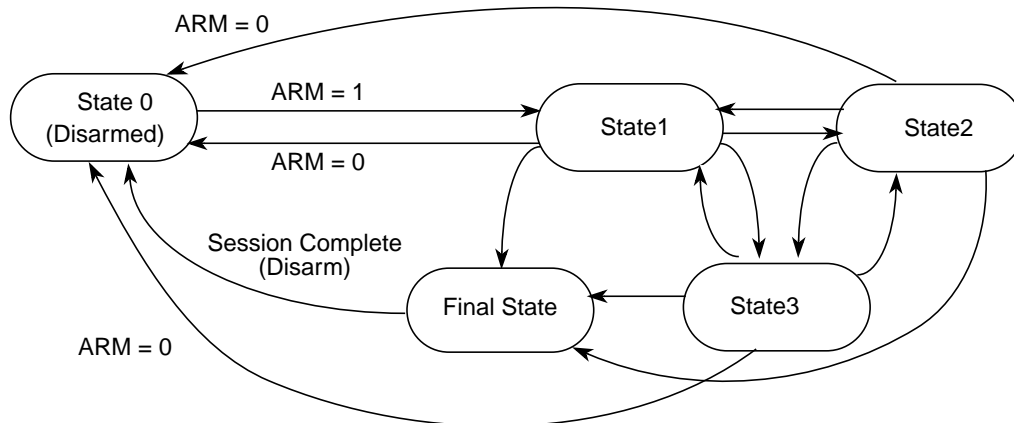 ARM = 0
State 0
(Disarmed)
ARM = 1
State1
State2
ARM = 0
Session Complete
(Disarm)
Final State
State3
ARM = 0